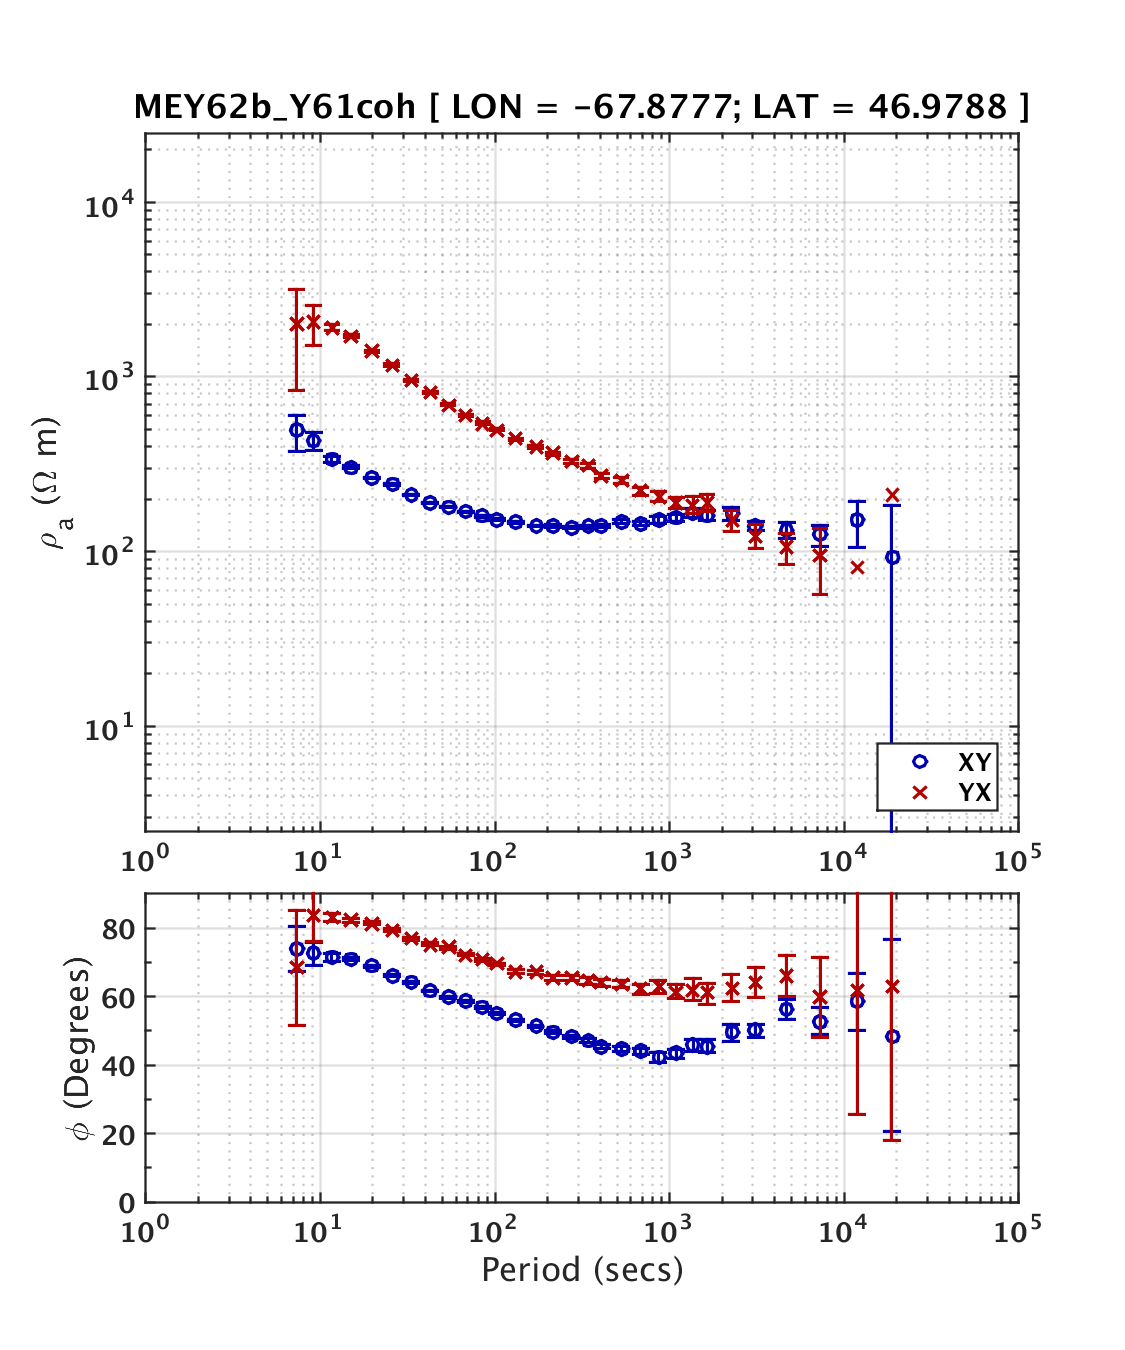 MEY62b_Y61coh [ LON = −67.8777; LAT = 46.9788 ]
10⁴
10³
10²
10¹
ρₐ (Ω m)
XY
YX
10⁰ 10¹ 10² 10³ 10⁴ 10⁵
80
60
40
20
0
ϕ (Degrees)
10⁰ 10¹ 10² 10³ 10⁴ 10⁵
Period (secs)